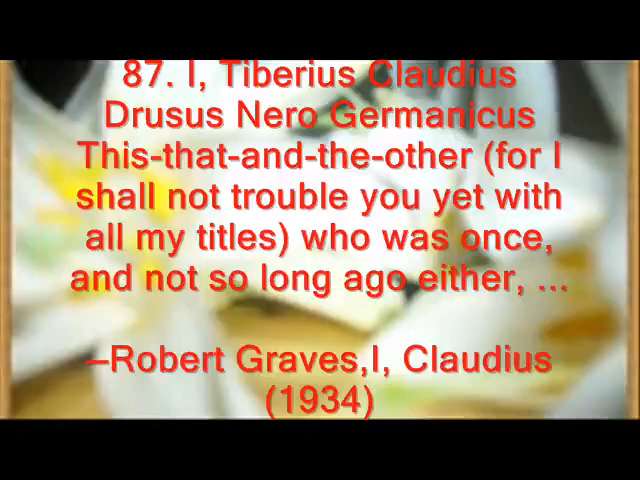 87. I, Tiberius Claudius
Drusus Nero Germanicus
This-that-and-the-other (for I
shall not trouble you yet with
all my titles) who was once,
and not so long ago either, ...
–Robert Graves,I, Claudius
(1934)